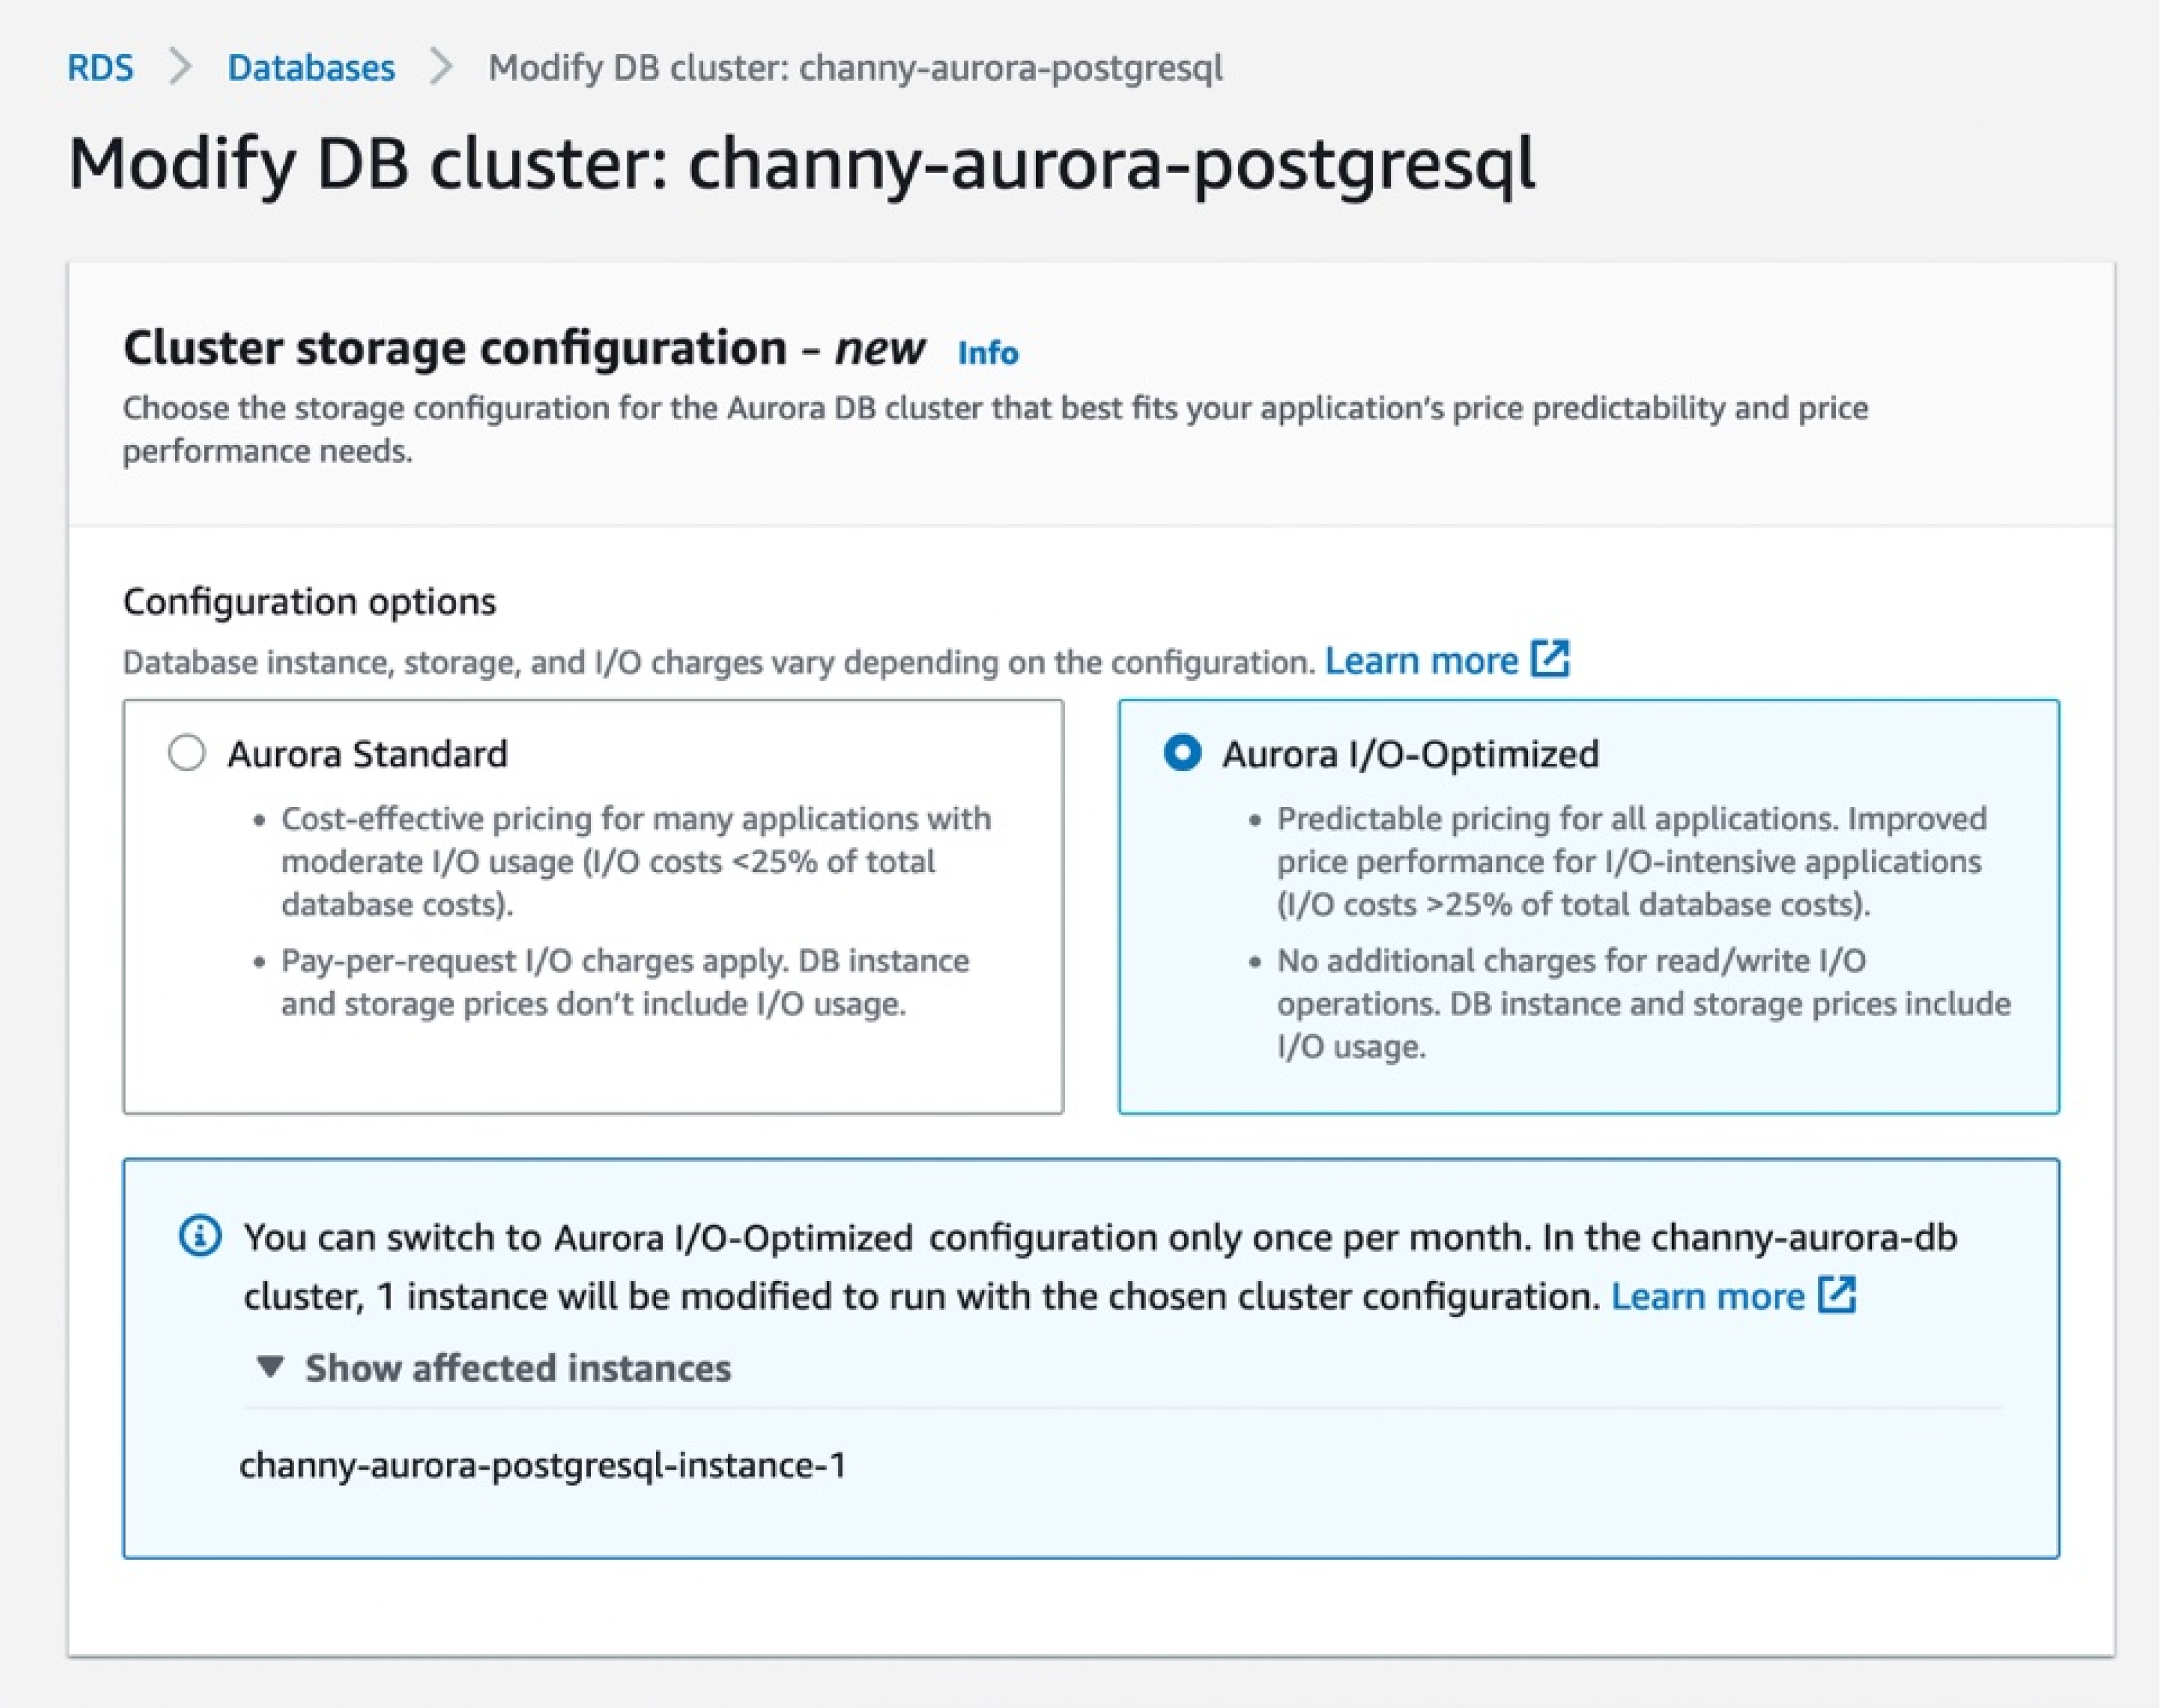 RDS > Databases > Modify DB cluster: channy-aurora-postgresql
Modify DB cluster: channy-aurora-postgresql
Cluster storage configuration - new Info
Choose the storage configuration for the Aurora DB cluster that best fits your application's price predictability and price
performance needs.
Configuration options
Database instance, storage, and I/O charges vary depending on the configuration. Learn more
Aurora Standard
• Cost-effective pricing for many applications with
moderate I/O usage (I/O costs <25% of total
database costs).
• Pay-per-request I/O charges apply. DB instance
and storage prices don't include I/O usage.
Aurora I/O-Optimized
• Predictable pricing for all applications. Improved
price performance for I/O-intensive applications
(I/O costs >25% of total database costs).
• No additional charges for read/write I/O
operations. DB instance and storage prices include
I/O usage.
You can switch to Aurora I/O-Optimized configuration only once per month. In the channy-aurora-db
cluster, 1 instance will be modified to run with the chosen cluster configuration. Learn more
▼ Show affected instances
channy-aurora-postgresql-instance-1